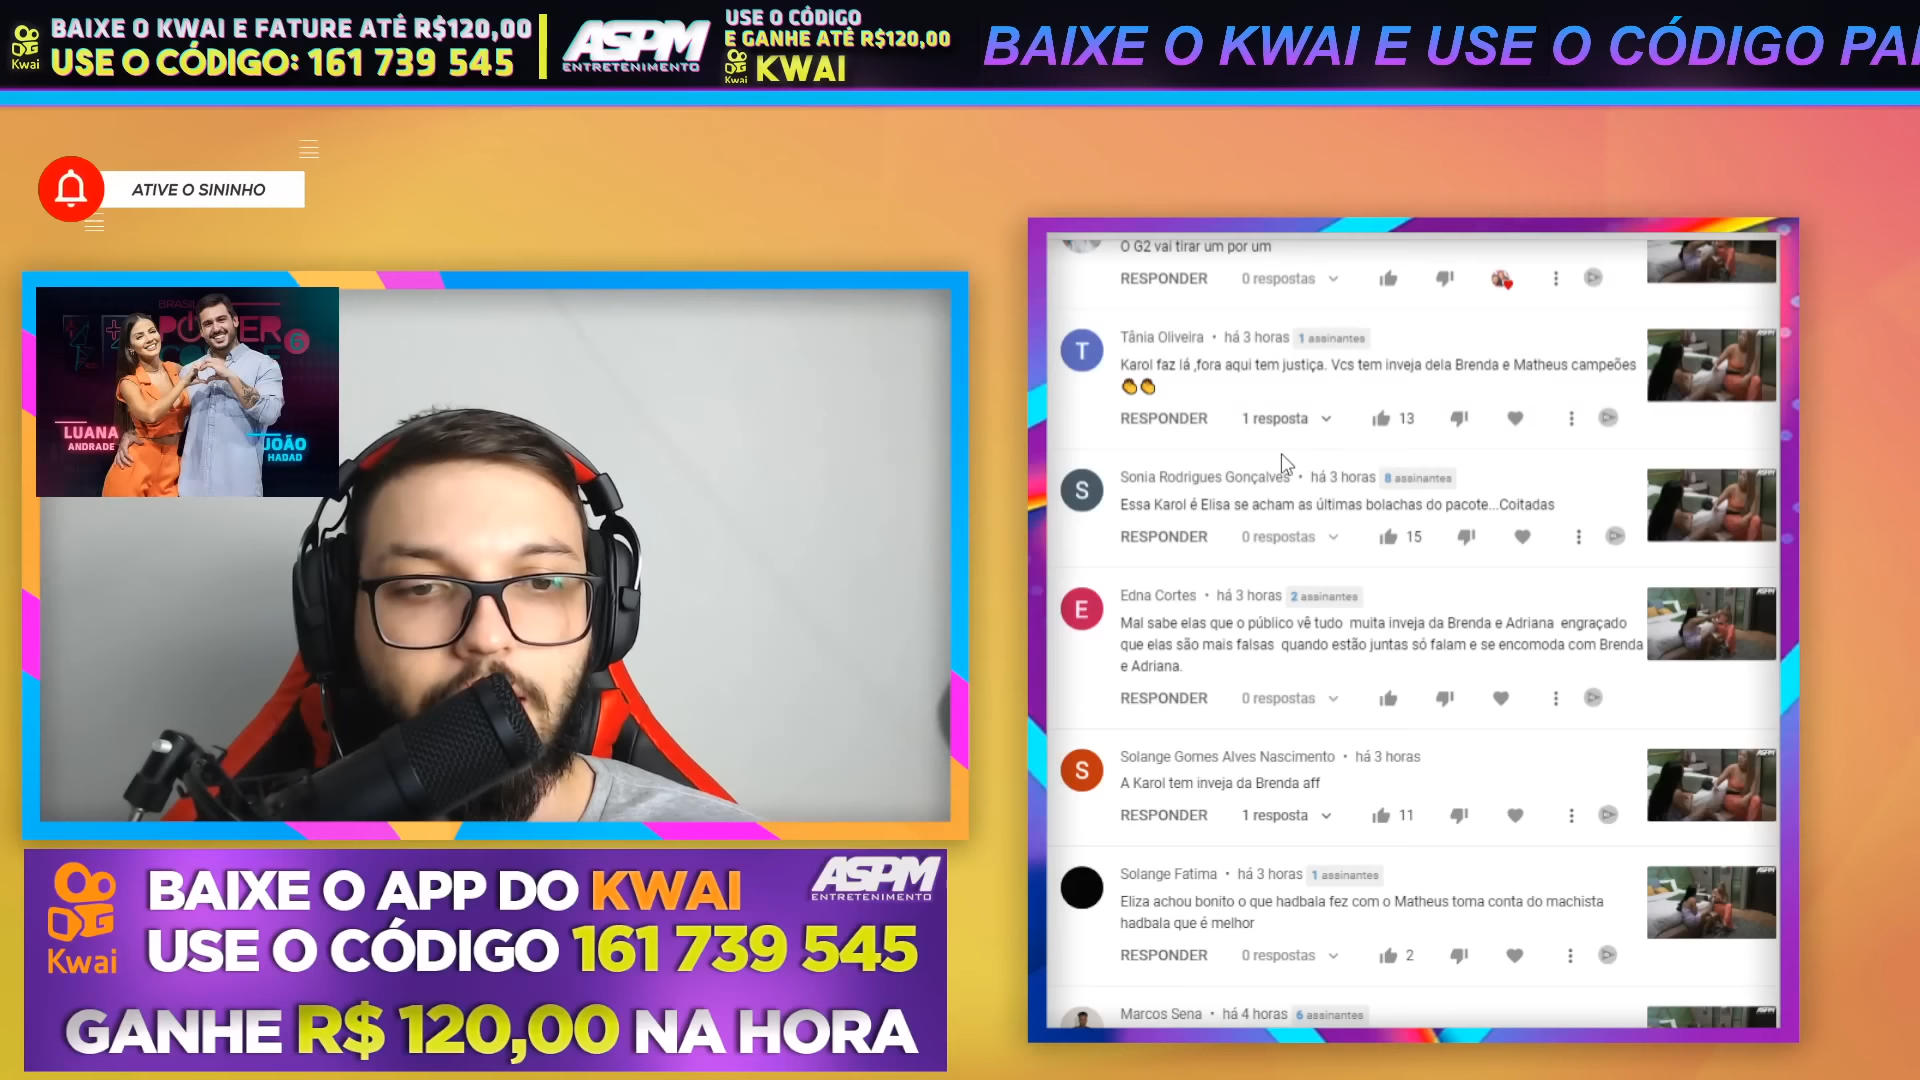 BAIXE O KWAI E FATURE ATÉ R$120,00
USE O CÓDIGO: 161 739 545
Kwai
ASPM
ENTRETENIMENTO
USE O CÓDIGO
E GANHE ATÉ R$120,00
Kwai
KWAI
BAIXE O KWAI E USE O CÓDIGO PA
ATIVE O SININHO
BRASIL
POWER
6
LUANA
ANDRADE
JOÃO
HADAD
BAIXE O APP DO KWAI
USE O CÓDIGO 161 739 545
GANHE R$ 120,00 NA HORA
Kwai
ASPM
ENTRETENIMENTO
O G2 vai tirar um por um
RESPONDER 0 respostas
T
Tânia Oliveira • há 3 horas 1 assinantes
Karol faz lá ,fora aqui tem justiça. Vcs tem inveja dela Brenda e Matheus campeões
👏👏
RESPONDER 1 resposta 13
S
Sonia Rodrigues Gonçalves • há 3 horas 8 assinantes
Essa Karol é Elisa se acham as últimas bolachas do pacote...Coitadas
RESPONDER 0 respostas 15
E
Edna Cortes • há 3 horas 2 assinantes
Mal sabe elas que o público vê tudo muita inveja da Brenda e Adriana engraçado
que elas são mais falsas quando estão juntas só falam e se encomoda com Brenda
e Adriana.
RESPONDER 0 respostas
S
Solange Gomes Alves Nascimento • há 3 horas
A Karol tem inveja da Brenda aff
RESPONDER 1 resposta 11
Solange Fatima • há 3 horas 1 assinantes
Eliza achou bonito o que hadbala fez com o Matheus toma conta do machista
hadbala que é melhor
RESPONDER 0 respostas 2
Marcos Sena • há 4 horas 6 assinantes